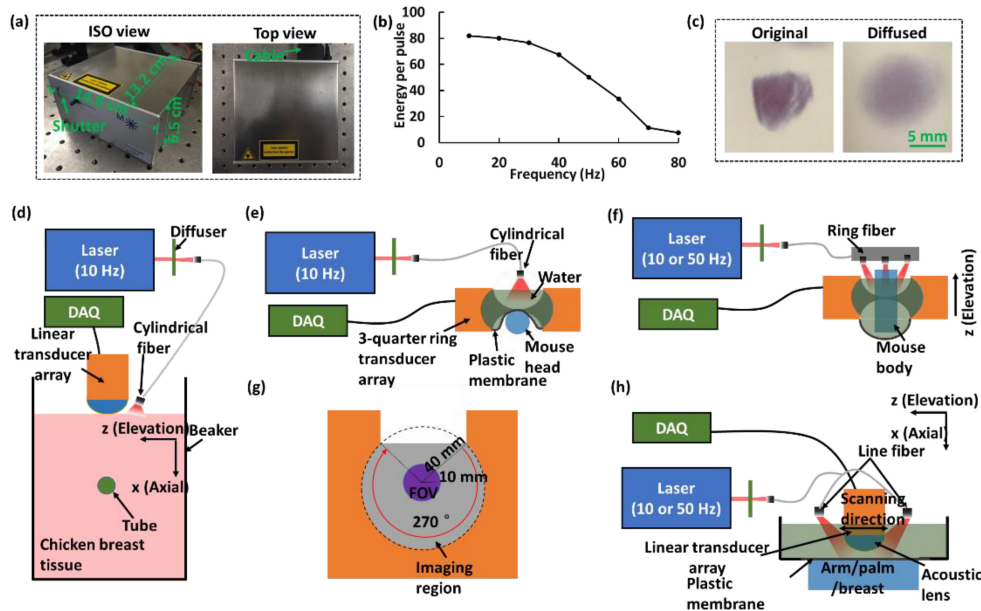 (a)
ISO view
Top view
Cable
13.2 cm
6.5 cm
Shutter
(b)
Energy per pulse
100
80
60
40
20
0
0
20
40
60
80
Frequency (Hz)
(c)
Original
Diffused
5 mm
(d)
Diffuser
Laser
(10 Hz)
DAQ
Linear
transducer
array
Cylindrical
fiber
z (Elevation)
Beaker
x (Axial)
Tube
Chicken breast
tissue
(e)
Laser
(10 Hz)
Cylindrical
fiber
Water
DAQ
3-quarter ring
transducer
array
Plastic
membrane
Mouse
head
(f)
Laser
(10 or 50 Hz)
Ring fiber
DAQ
z (Elevation)
Mouse
body
(g)
40 mm
10 mm
FOV
270 °
Imaging
region
(h)
z (Elevation)
x (Axial)
DAQ
Line fiber
Laser
(10 or 50 Hz)
Scanning
direction
Linear transducer
array
Plastic
membrane
Arm/palm
/breast
Acoustic
lens